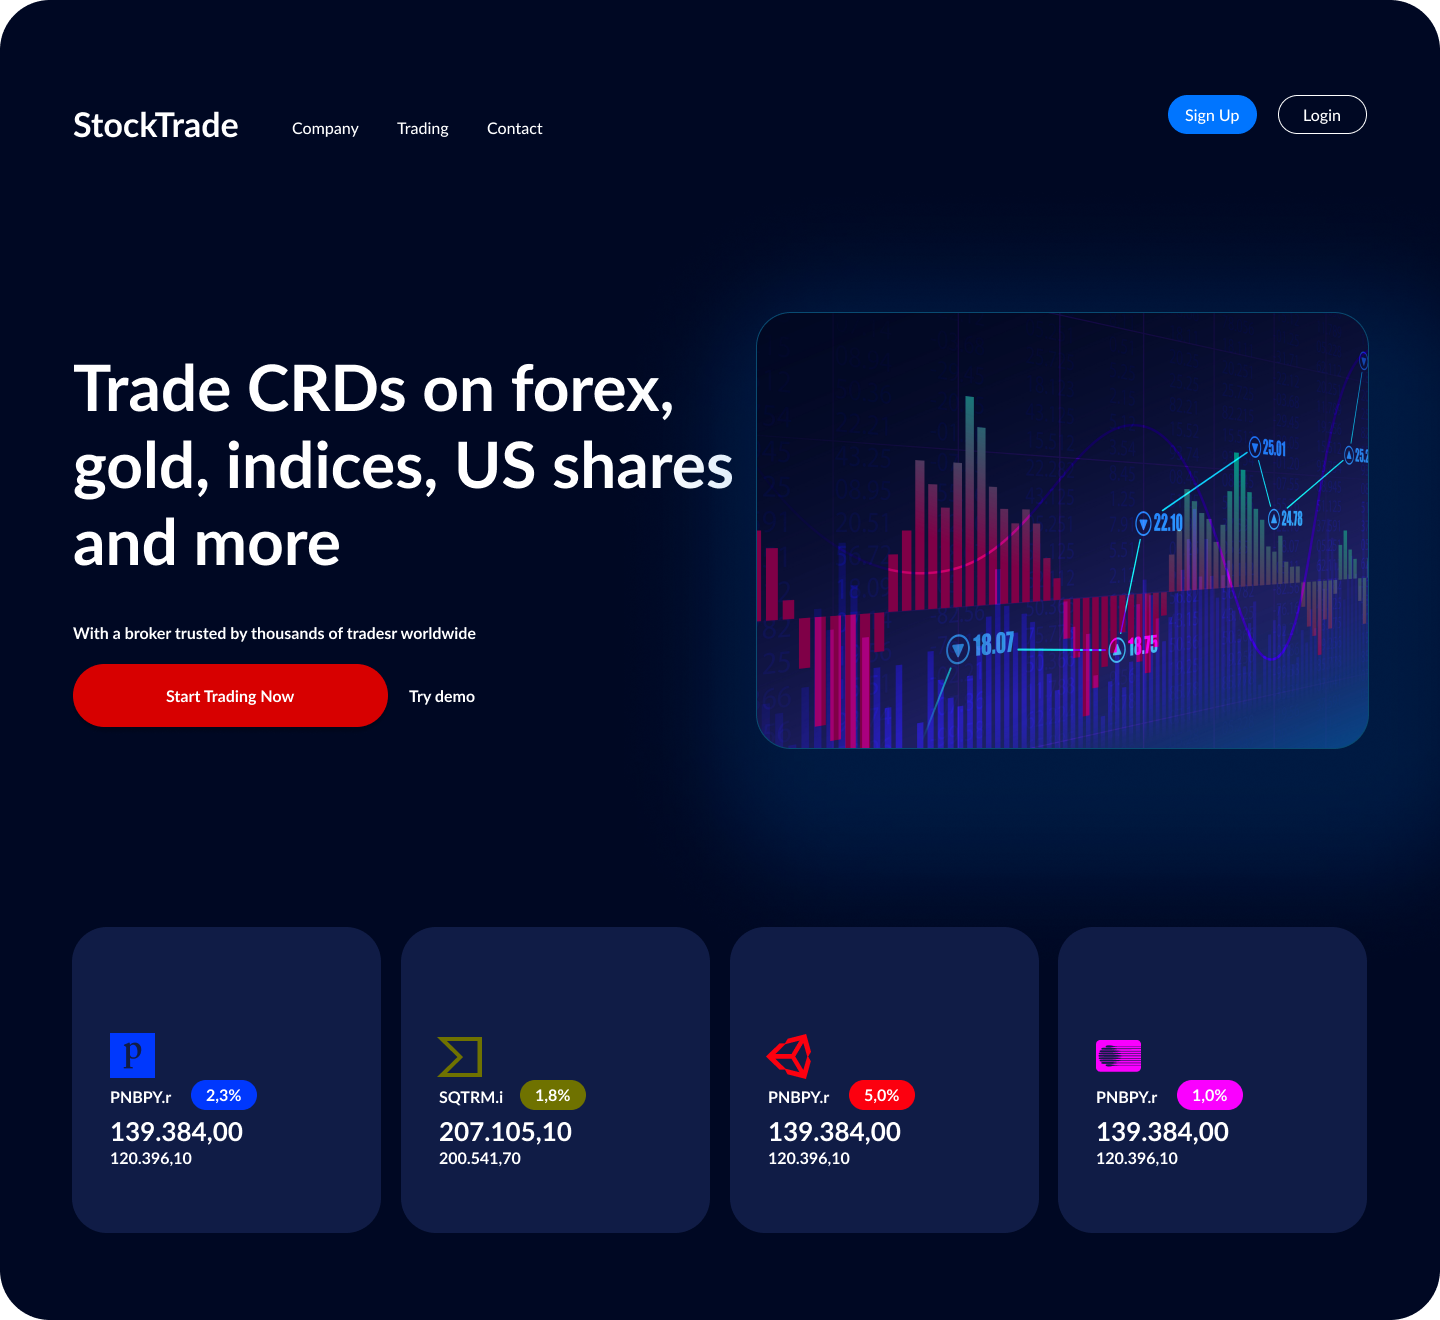 StockTrade
Company
Trading
Contact
Sign Up
Login
Trade CRDs on forex,
gold, indices, US shares
and more
With a broker trusted by thousands of tradesr worldwide
Start Trading Now
Try demo
25.01
22.10
24.78
18.07
18.75
p
PNBPY.r
2,3%
139.384,00
120.396,10
SQTRM.i
1,8%
207.105,10
200.541,70
PNBPY.r
5,0%
139.384,00
120.396,10
PNBPY.r
1,0%
139.384,00
120.396,10